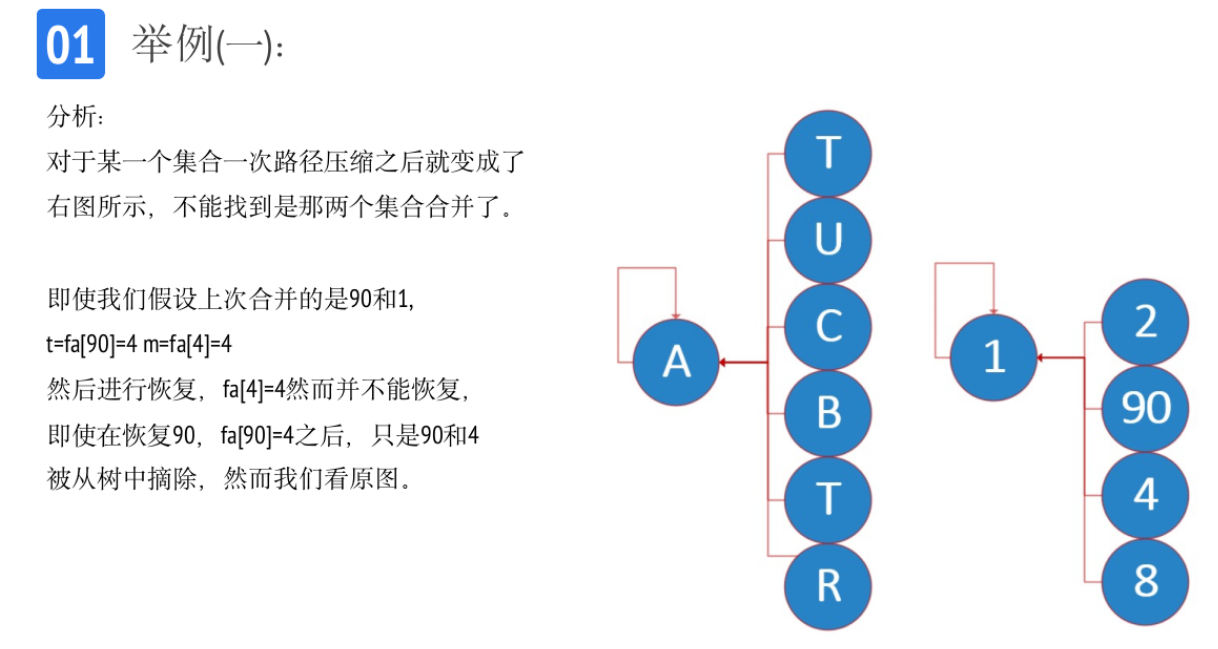 01 举例(一):
分析:
对于某一个集合一次路径压缩之后就变成了
右图所示，不能找到是那两个集合合并了。
即使我们假设上次合并的是90和1,
t=fa[90]=4 m=fa[4]=4
然后进行恢复，fa[4]=4然而并不能恢复，
即使在恢复90，fa[90]=4之后，只是90和4
被从树中摘除，然而我们看原图。
A
T
U
C
B
T
R
1
2
90
4
8